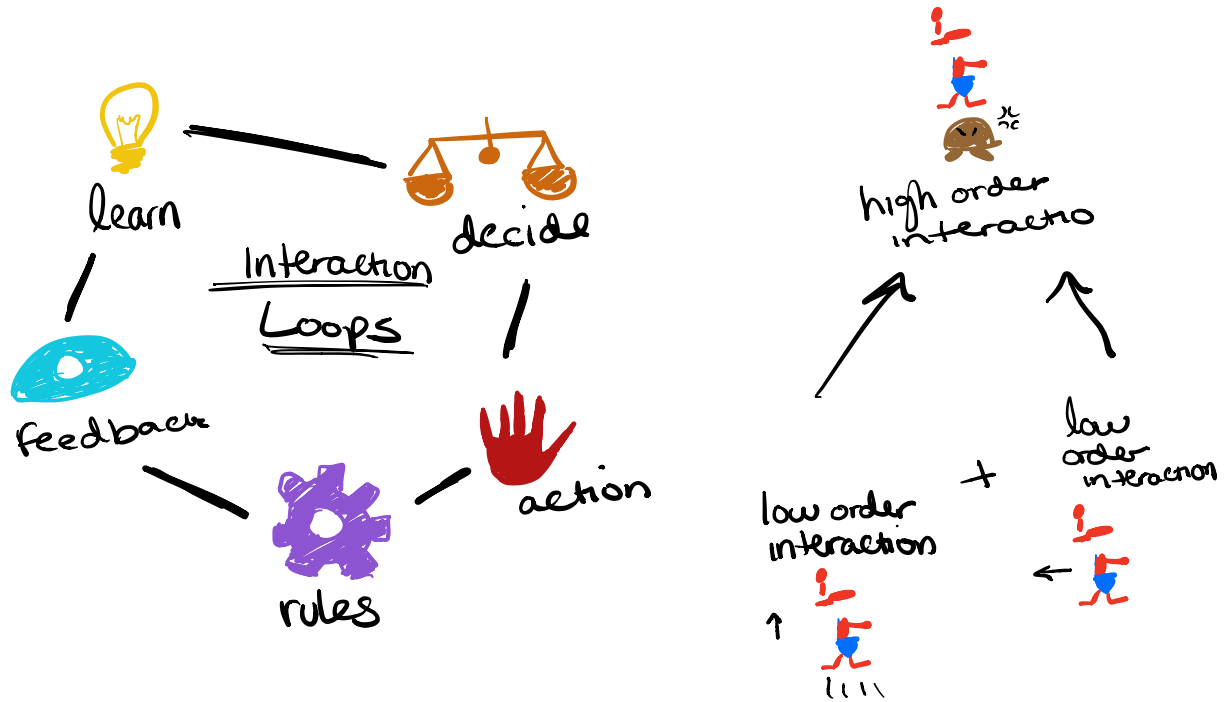 learn
decide
Interaction
Loops
feedback
action
rules
high order
interactio
low
order
interaction
+
low order
interaction